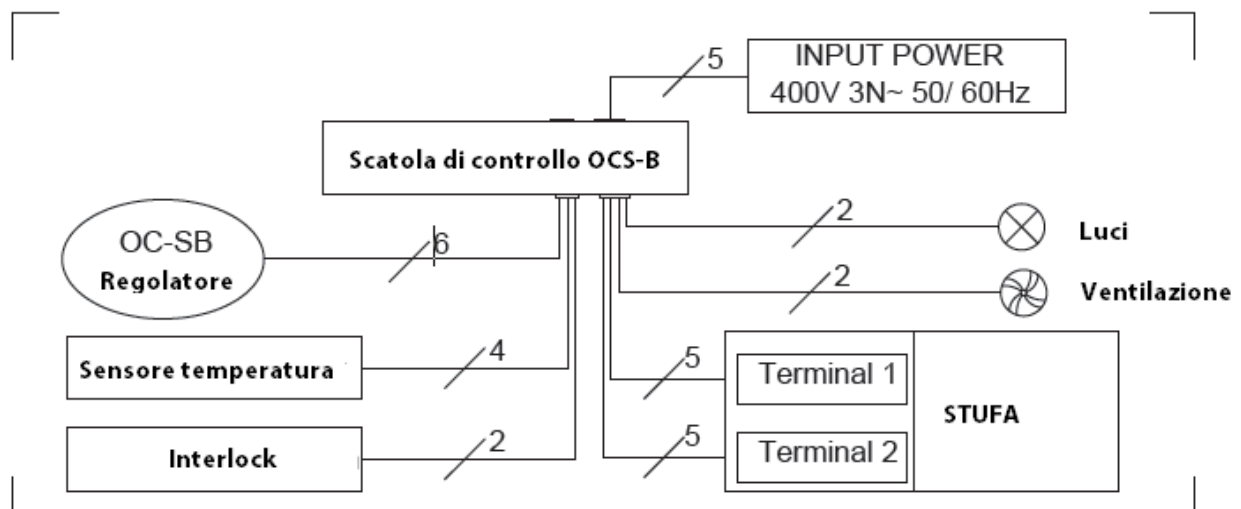 5
INPUT POWER
400V 3N~ 50/ 60Hz
Scatola di controllo OCS-B
OC-SB
Regolatore
6
2
Luci
2
Ventilazione
Sensore temperatura
4
5
Terminal 1
STUFA
Interlock
2
5
Terminal 2